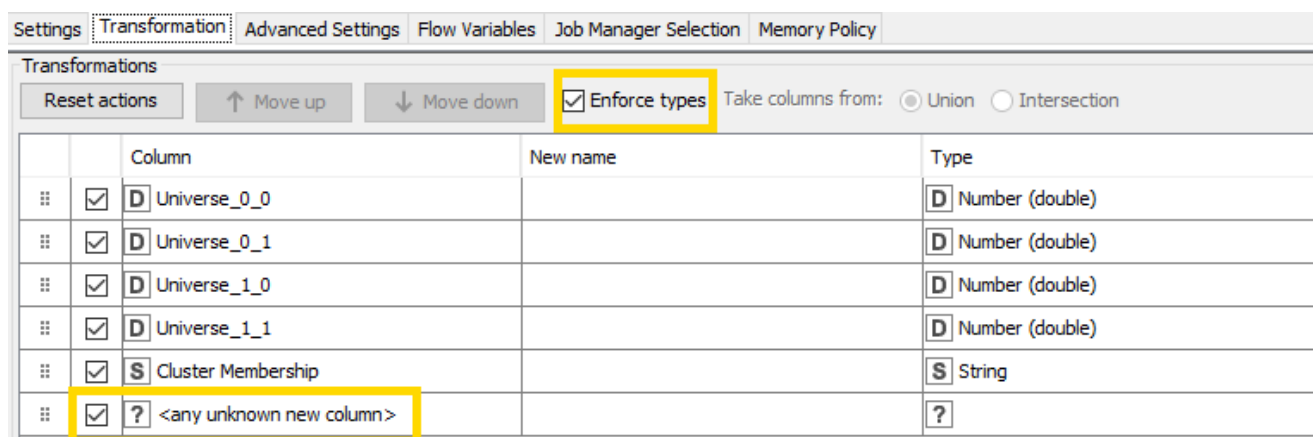 Settings Transformation Advanced Settings Flow Variables Job Manager Selection Memory Policy
Transformations
Reset actions ↑ Move up ↓ Move down Enforce types Take columns from: Union Intersection
Column New name Type
D Universe_0_0 D Number (double)
D Universe_0_1 D Number (double)
D Universe_1_0 D Number (double)
D Universe_1_1 D Number (double)
S Cluster Membership S String
? <any unknown new column> ?